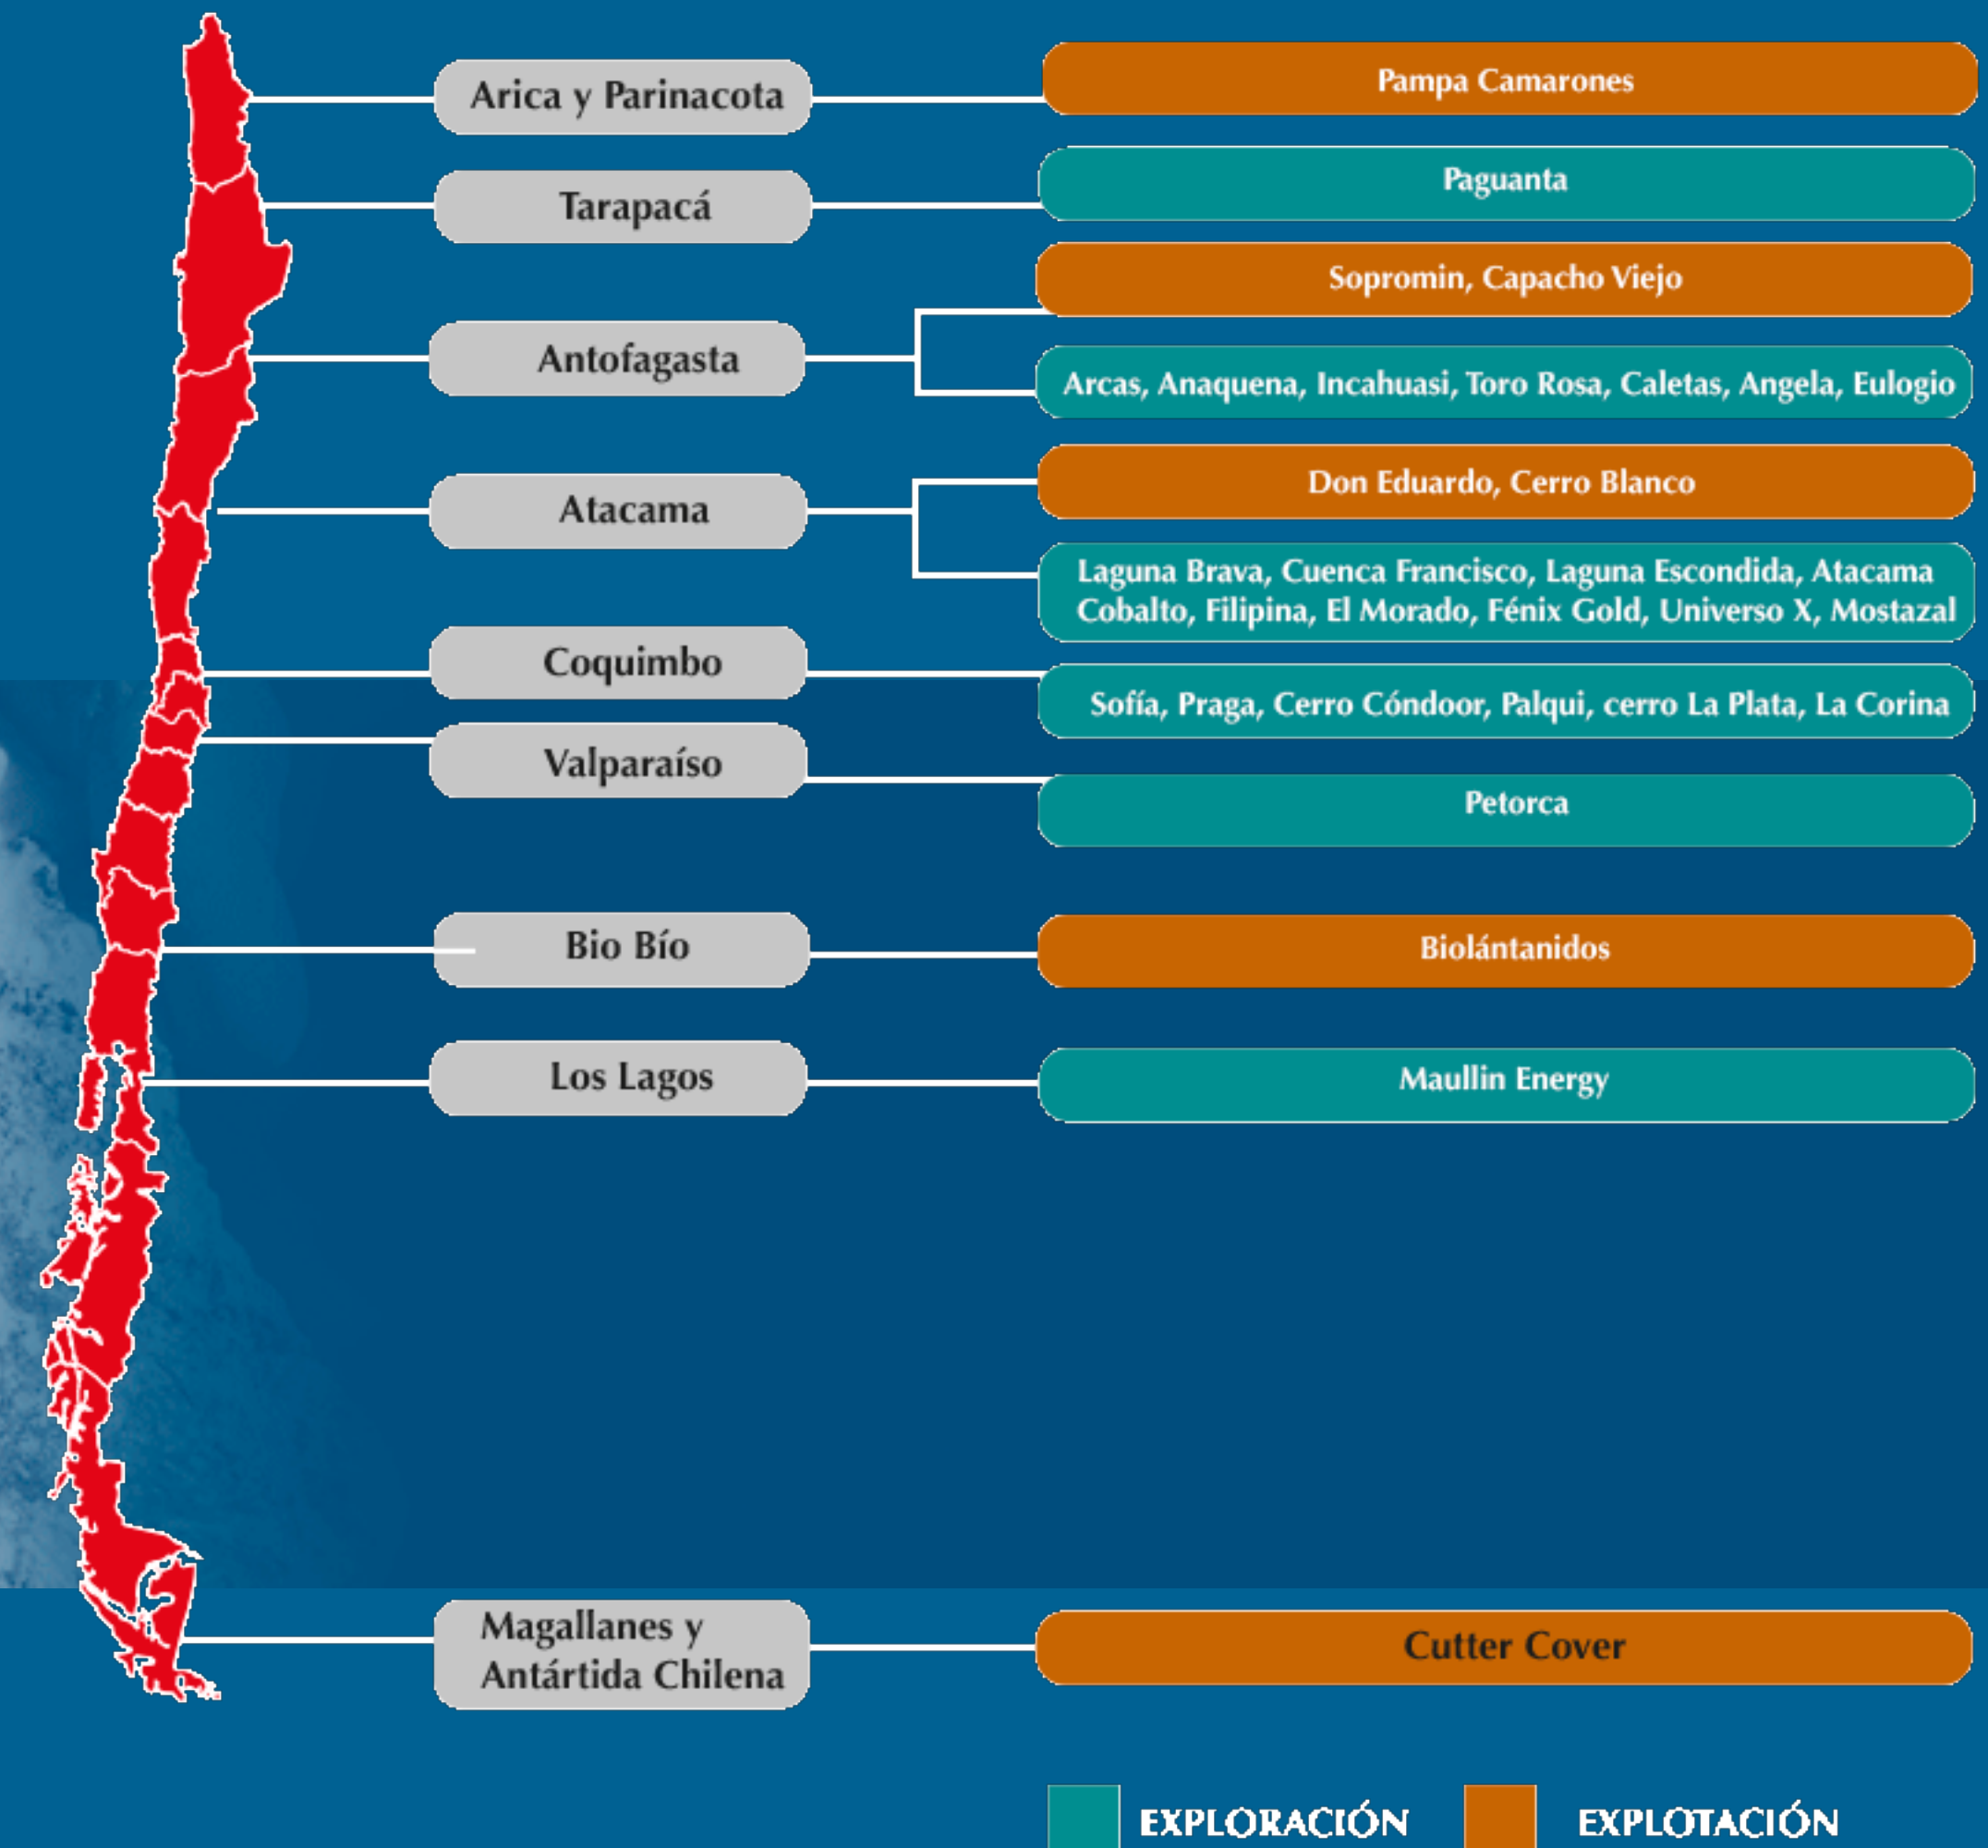 Arica y Parinacota
Pampa Camarones
Tarapacá
Paguanta
Antofagasta
Sopromin, Capacho Viejo
Arcas, Anaquena, Incahuasi, Toro Rosa, Caletas, Angela, Eulogio
Atacama
Don Eduardo, Cerro Blanco
Laguna Brava, Cuenca Francisco, Laguna Escondida, Atacama
Cobalto, Filipina, El Morado, Fénix Gold, Universo X, Mostazal
Coquimbo
Sofía, Praga, Cerro Cóndoor, Palqui, cerro La Plata, La Corina
Valparaíso
Petorca
Bio Bío
Biolántanidos
Los Lagos
Maullin Energy
Magallanes y
Antártida Chilena
Cutter Cover
EXPLORACIÓN
EXPLOTACIÓN